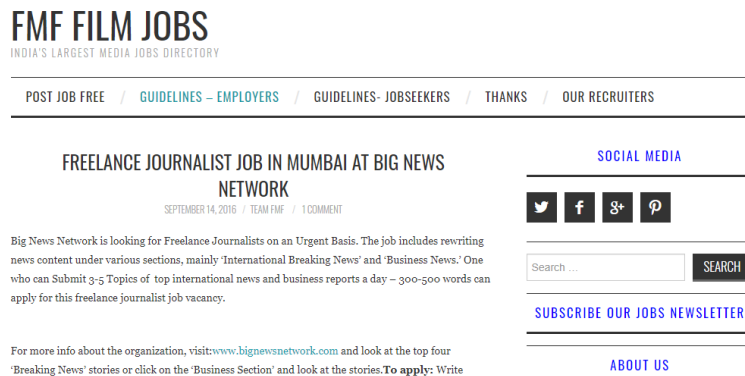 FMF FILM JOBS
INDIA'S LARGEST MEDIA JOBS DIRECTORY
POST JOB FREE / GUIDELINES – EMPLOYERS / GUIDELINES- JOBSEEKERS / THANKS / OUR RECRUITERS
FREELANCE JOURNALIST JOB IN MUMBAI AT BIG NEWS
NETWORK
SEPTEMBER 14, 2016 / TEAM FMF / 1 COMMENT
Big News Network is looking for Freelance Journalists on an Urgent Basis. The job includes rewriting
news content under various sections, mainly 'International Breaking News' and 'Business News.' One
who can Submit 3-5 Topics of top international news and business reports a day – 300-500 words can
apply for this freelance journalist job vacancy.
For more info about the organization, visit:www.bignewsnetwork.com and look at the top four
'Breaking News' stories or click on the 'Business Section' and look at the stories.To apply: Write
SOCIAL MEDIA
Search ...
SEARCH
SUBSCRIBE OUR JOBS NEWSLETTER
ABOUT US